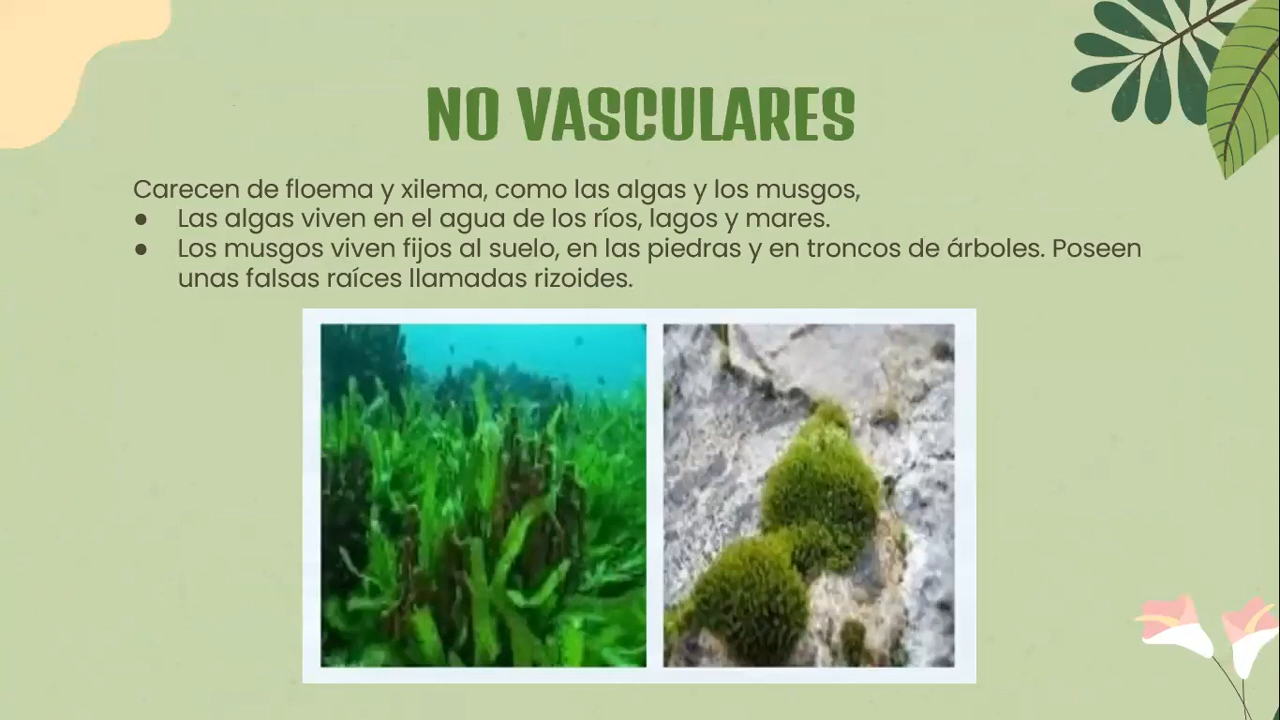 NO VASCULARES
Carecen de floema y xilema, como las algas y los musgos,
● Las algas viven en el agua de los ríos, lagos y mares.
● Los musgos viven fijos al suelo, en las piedras y en troncos de árboles. Poseen
unas falsas raíces llamadas rizoides.